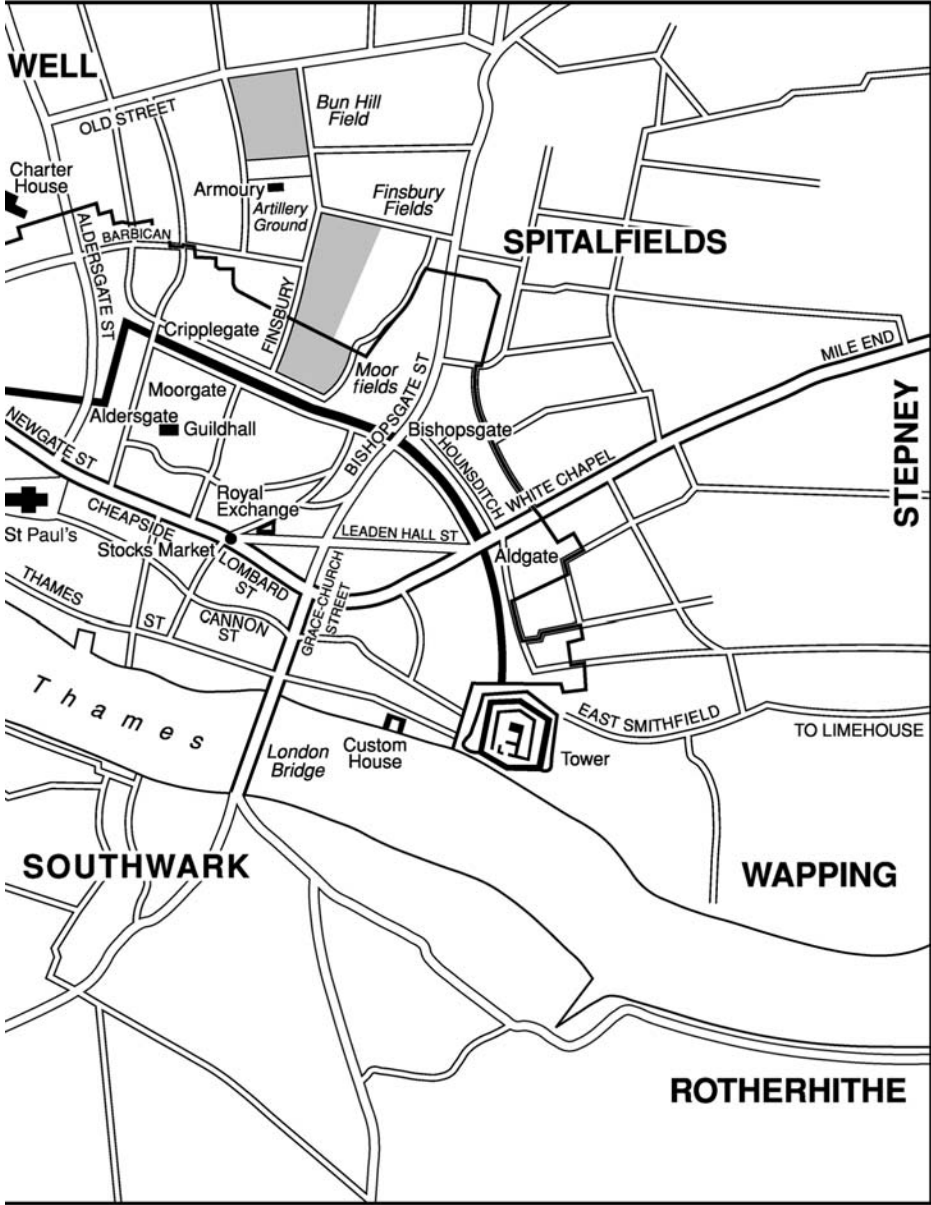 WELL
OLD STREET
Bun Hill
Field
Charter
House
Armoury
Artillery
Ground
Finsbury
Fields
ALDERSGATE ST
BARBICAN
SPITALFIELDS
FINSBURY
Cripplegate
MILE END
Moor
fields
Moorgate
BISHOPSGATE ST
STEPNEY
Aldersgate
Guildhall
Bishopsgate
NEWGATE ST
HOUNSDITCH
WHITE CHAPEL
Royal
Exchange
CHEAPSIDE
St Paul's
LEADEN HALL ST
Stocks Market
Aldgate
LOMBARD
ST
THAMES
ST
GRACE-CHURCH
STREET
CANNON
ST
Thames
EAST SMITHFIELD
TO LIMEHOUSE
London
Bridge
Custom
House
Tower
SOUTHWARK
WAPPING
ROTHERHITHE